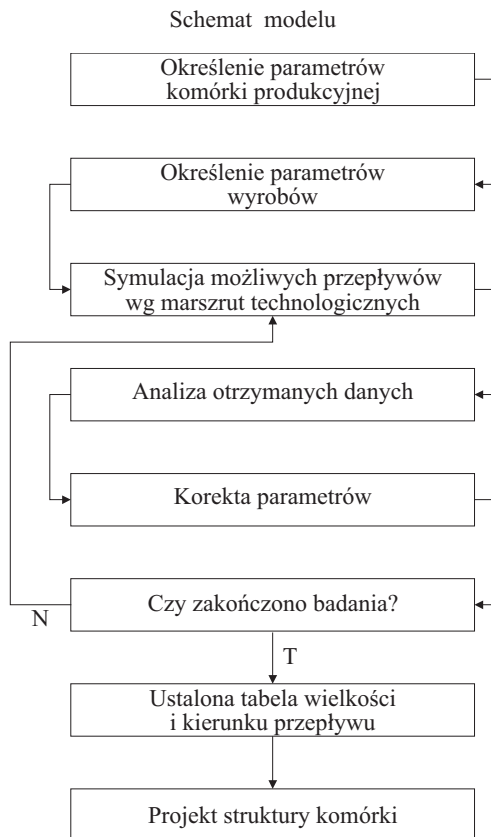 Schemat modelu
Określenie parametrów
komórki produkcyjnej
Określenie parametrów
wyrobów
Symulacja możliwych przepływów
wg marszrut technologicznych
Analiza otrzymanych danych
Korekta parametrów
Czy zakończono badania?
N
T
Ustalona tabela wielkości
i kierunku przepływu
Projekt struktury komórki